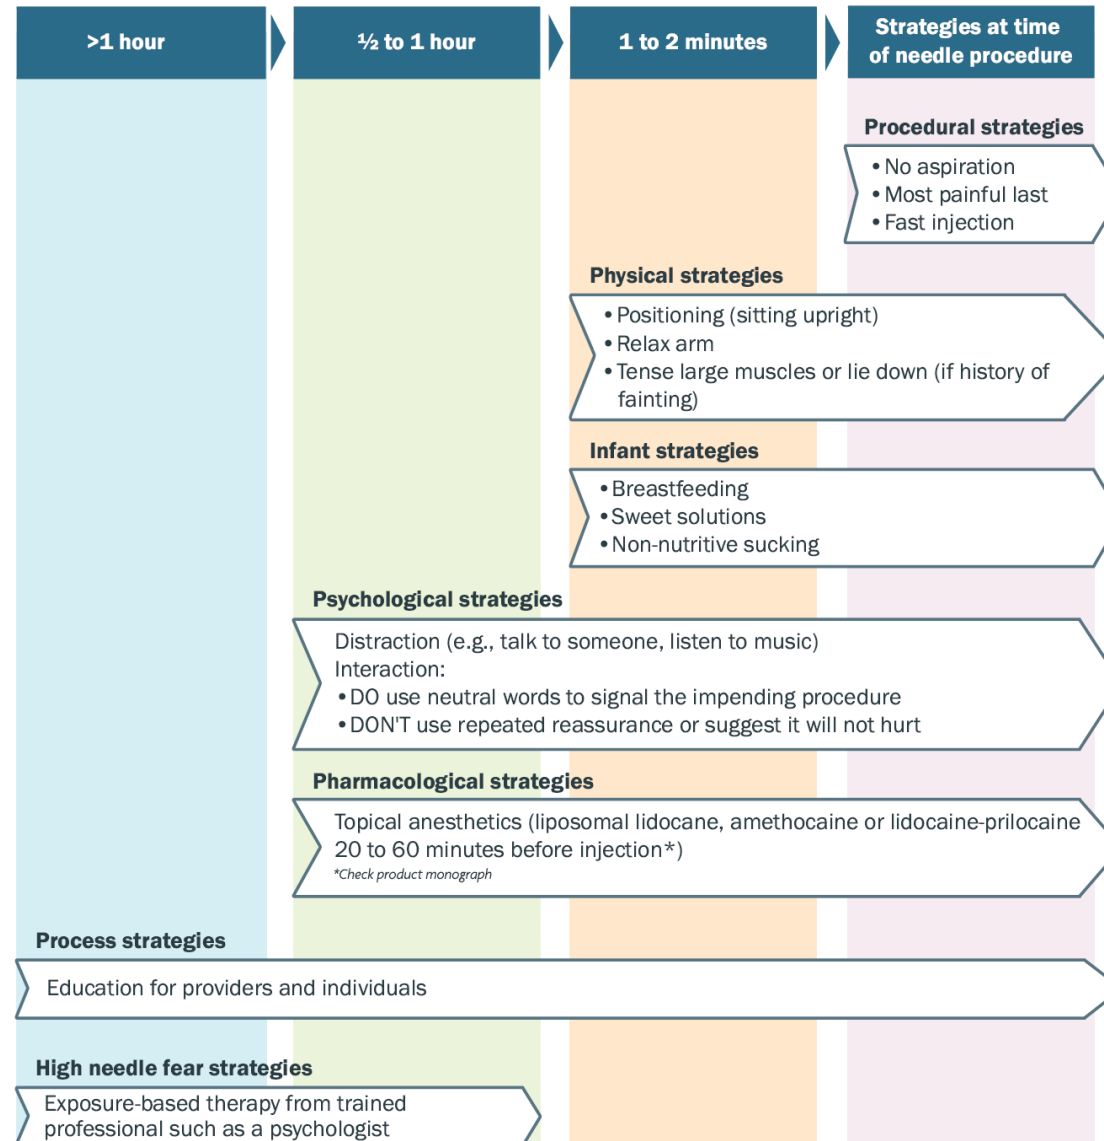 >1 hour
½ to 1 hour
1 to 2 minutes
Strategies at time
of needle procedure
Procedural strategies
• No aspiration
• Most painful last
• Fast injection
Physical strategies
• Positioning (sitting upright)
• Relax arm
• Tense large muscles or lie down (if history of
fainting)
Infant strategies
• Breastfeeding
• Sweet solutions
• Non-nutritive sucking
Psychological strategies
Distraction (e.g., talk to someone, listen to music)
Interaction:
• DO use neutral words to signal the impending procedure
• DON'T use repeated reassurance or suggest it will not hurt
Pharmacological strategies
Topical anesthetics (liposomal lidocane, amethocaine or lidocaine-prilocaine
20 to 60 minutes before injection*)
*Check product monograph
Process strategies
Education for providers and individuals
High needle fear strategies
Exposure-based therapy from trained
professional such as a psychologist